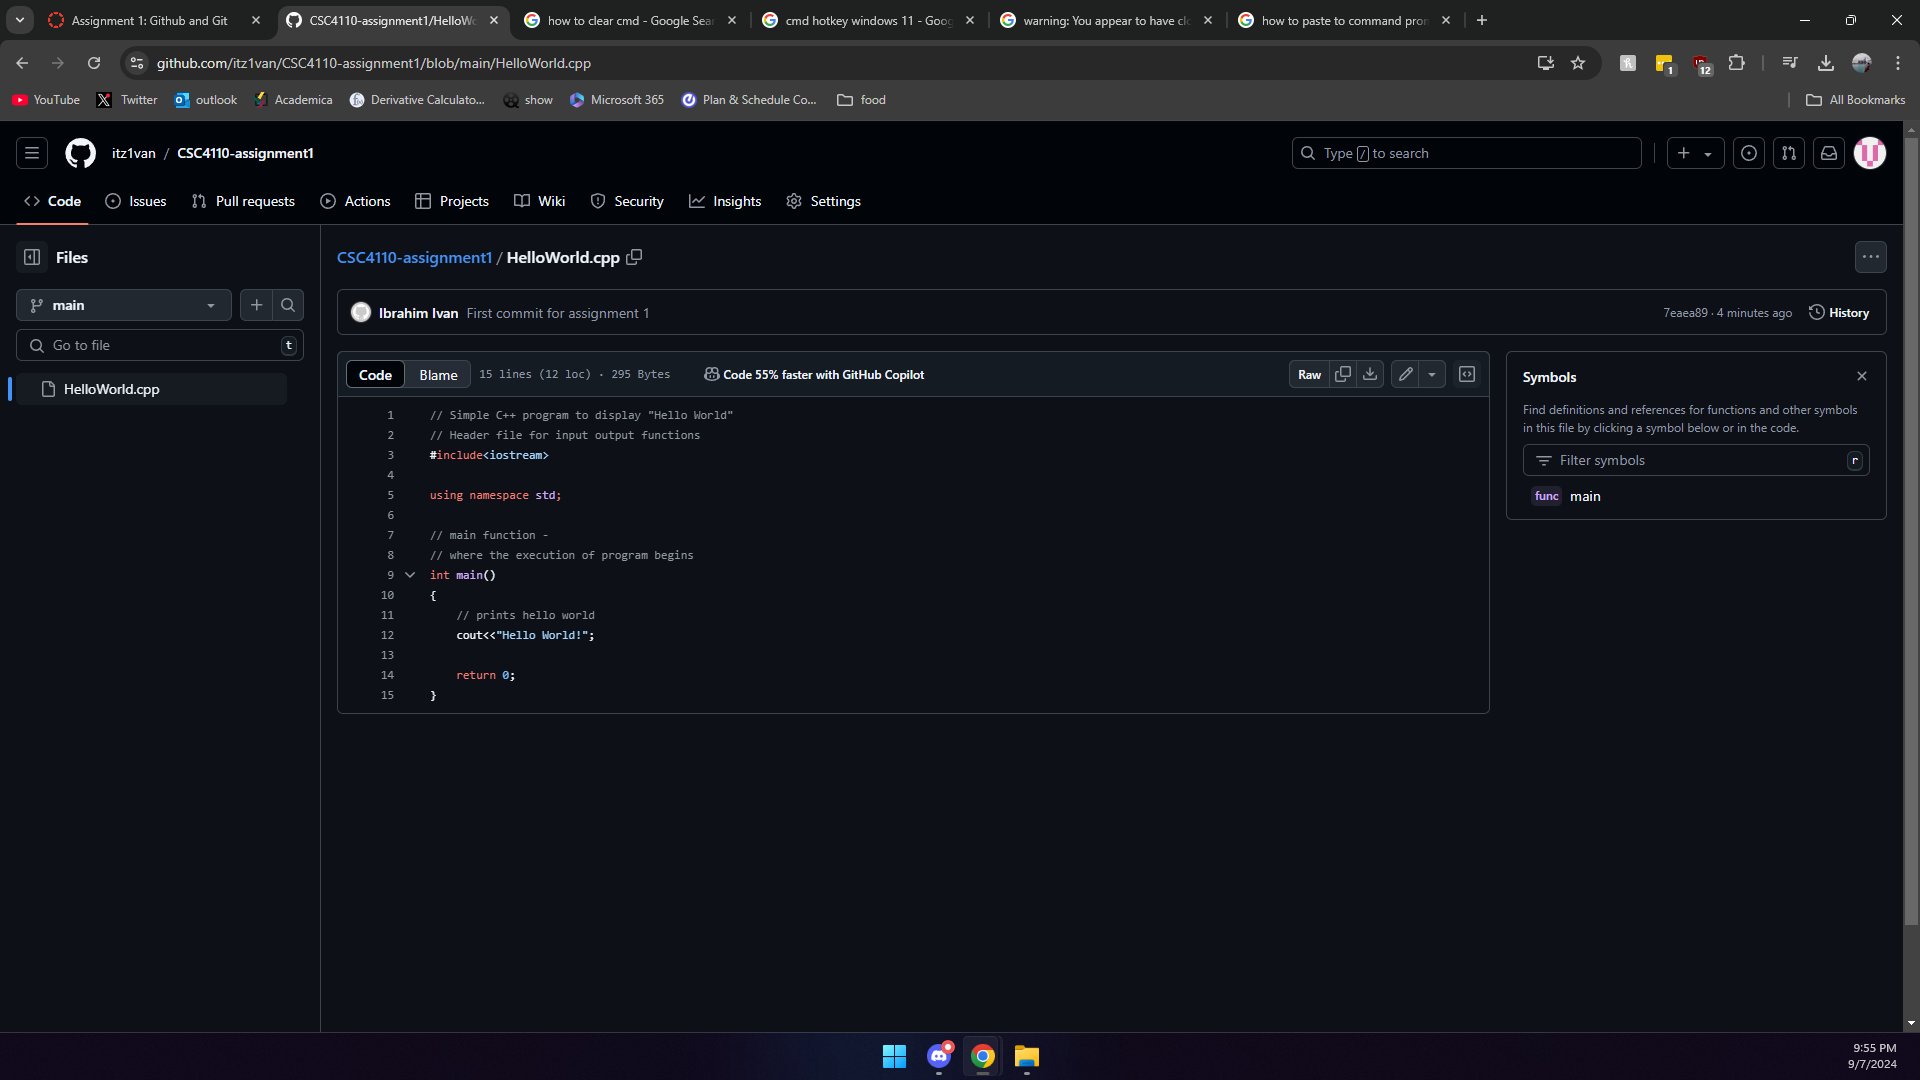 Assignment 1: Github and Git
CSC4110-assignment1/HelloWo
how to clear cmd - Google Sear
cmd hotkey windows 11 - Goog
warning: You appear to have clo
how to paste to command pron
github.com/itz1van/CSC4110-assignment1/blob/main/HelloWorld.cpp
1
12
YouTube
Twitter
outlook
Academica
Derivative Calculato...
show
Microsoft 365
Plan & Schedule Co...
food
All Bookmarks
itz1van / CSC4110-assignment1
Type / to search
Code
Issues
Pull requests
Actions
Projects
Wiki
Security
Insights
Settings
Files
main
Go to file
t
HelloWorld.cpp
CSC4110-assignment1 / HelloWorld.cpp
Ibrahim Ivan First commit for assignment 1
7eaea89 · 4 minutes ago
History
Code
Blame
15 lines (12 loc) · 295 Bytes
Code 55% faster with GitHub Copilot
Raw
1 // Simple C++ program to display "Hello World"
2 // Header file for input output functions
3 #include<iostream>
4
5 using namespace std;
6
7 // main function -
8 // where the execution of program begins
9 int main()
10 {
11 // prints hello world
12 cout<<"Hello World!";
13
14 return 0;
15 }
Symbols
Find definitions and references for functions and other symbols
in this file by clicking a symbol below or in the code.
Filter symbols
r
func main
9:55 PM
9/7/2024